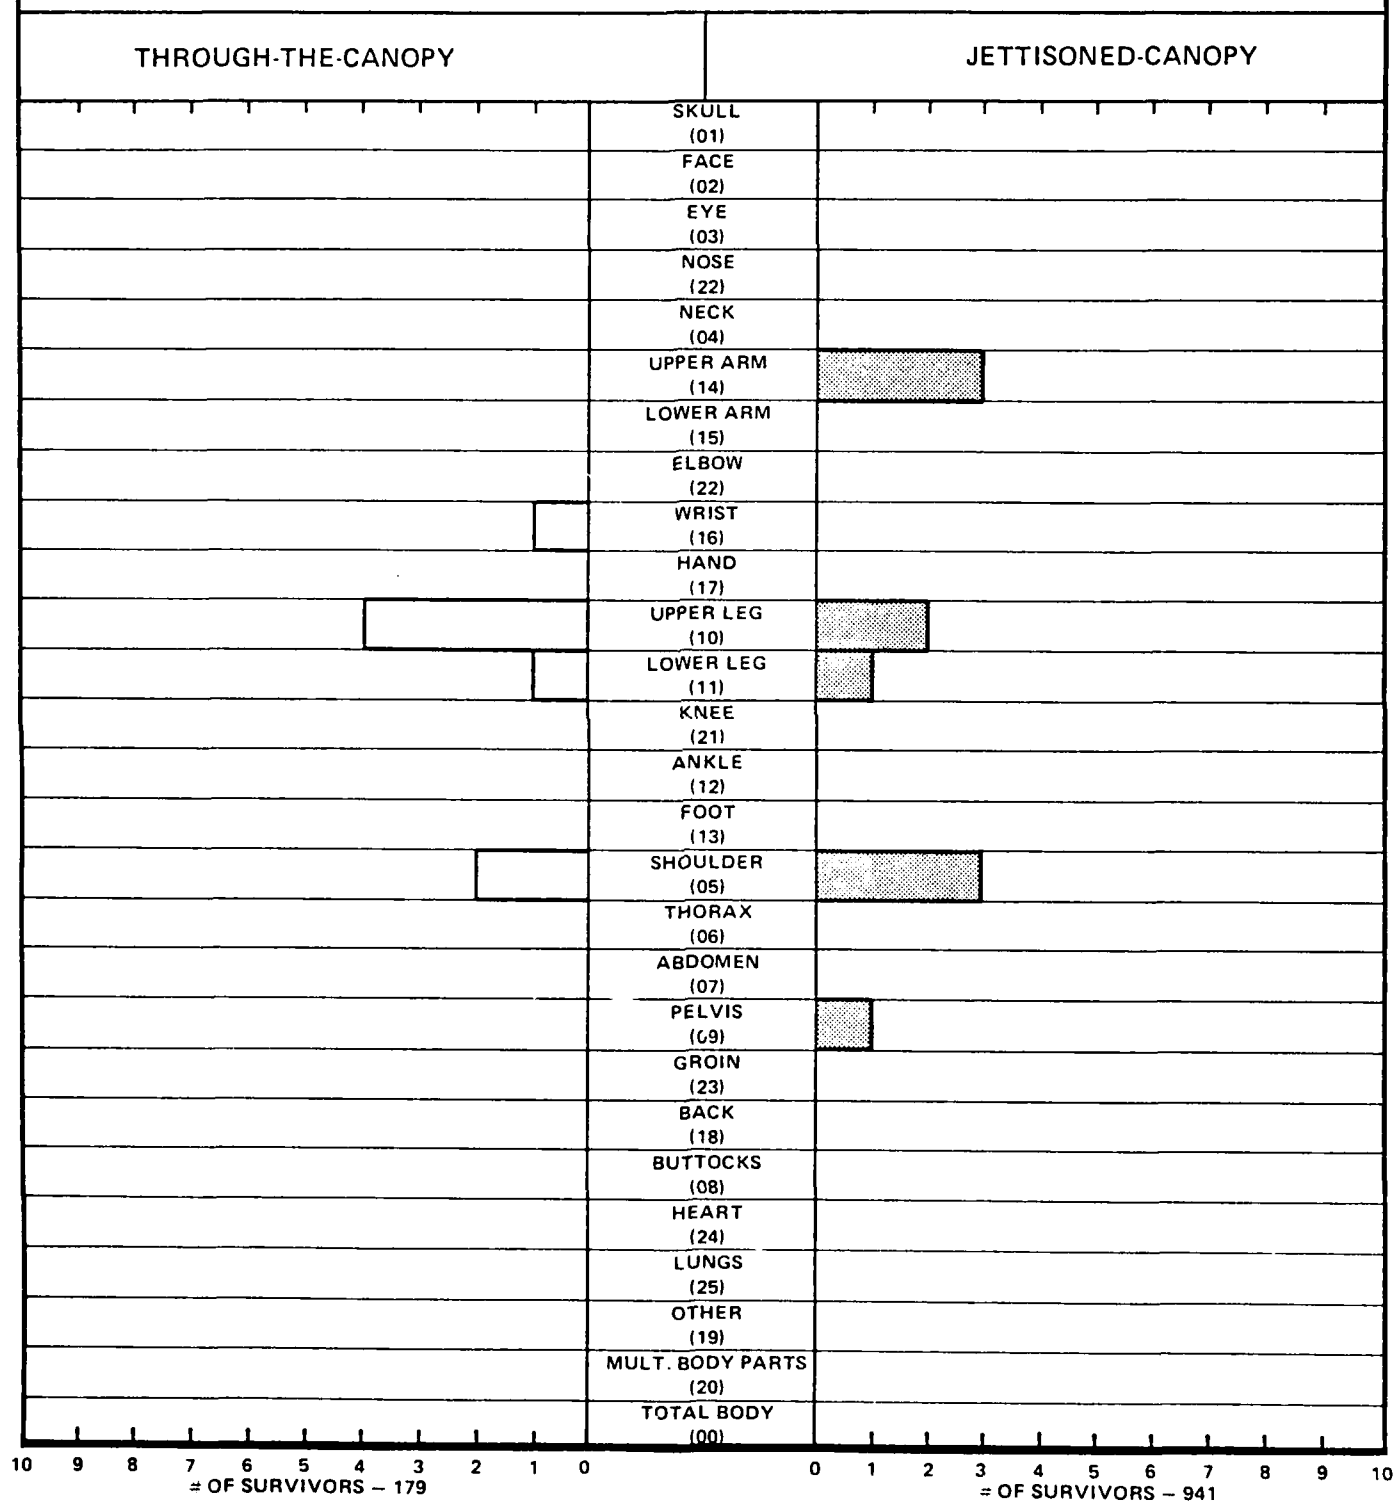 THROUGH-THE-CANOPY
JETTISONED-CANOPY
SKULL
(01)
FACE
(02)
EYE
(03)
NOSE
(22)
NECK
(04)
UPPER ARM
(14)
LOWER ARM
(15)
ELBOW
(22)
WRIST
(16)
HAND
(17)
UPPER LEG
(10)
LOWER LEG
(11)
KNEE
(21)
ANKLE
(12)
FOOT
(13)
SHOULDER
(05)
THORAX
(06)
ABDOMEN
(07)
PELVIS
(09)
GROIN
(23)
BACK
(18)
BUTTOCKS
(08)
HEART
(24)
LUNGS
(25)
OTHER
(19)
MULT. BODY PARTS
(20)
TOTAL BODY
(00)
10 9 8 7 6 5 4 3 2 1 0
# OF SURVIVORS – 179
0 1 2 3 4 5 6 7 8 9 10
# OF SURVIVORS – 941